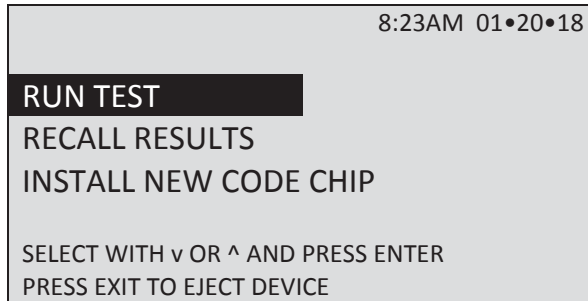 8:23AM 01•20•18
RUN TEST
RECALL RESULTS
INSTALL NEW CODE CHIP
SELECT WITH v OR ^ AND PRESS ENTER
PRESS EXIT TO EJECT DEVICE